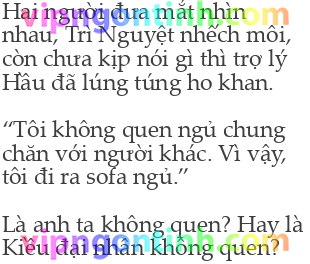 vipngontinh.com
Hai người đưa mắt nhìn
nhau, Tri Nguyệt nhếch môi,
còn chưa kịp nói gì thì trợ lý
Hầu đã lúng túng ho khan.
“Tôi không quen ngủ chung
chăn với người khác. Vì vậy,
tôi đi ra sofa ngủ.”
Là anh ta không quen? Hay là
Kiều đại nhân không quen?
vipngontinh.com